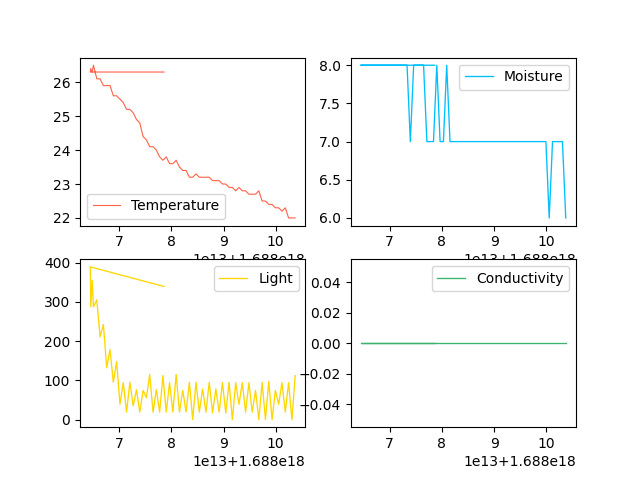 26
25
24
23
22
Temperature
7 8 9 10
1e13+1.688e18
8.0
7.5
7.0
6.5
6.0
Moisture
7 8 9 10
1e13+1.688e18
400
300
200
100
0
Light
7 8 9 10
1e13+1.688e18
0.04
0.02
0.00
−0.02
−0.04
Conductivity
7 8 9 10
1e13+1.688e18